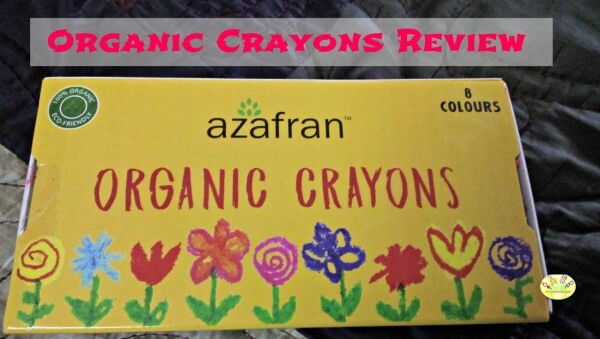 Organic Crayons Review
100% ORGANIC
ECO-FRIENDLY
8
COLOURS
azafran™
ORGANIC CRAYONS